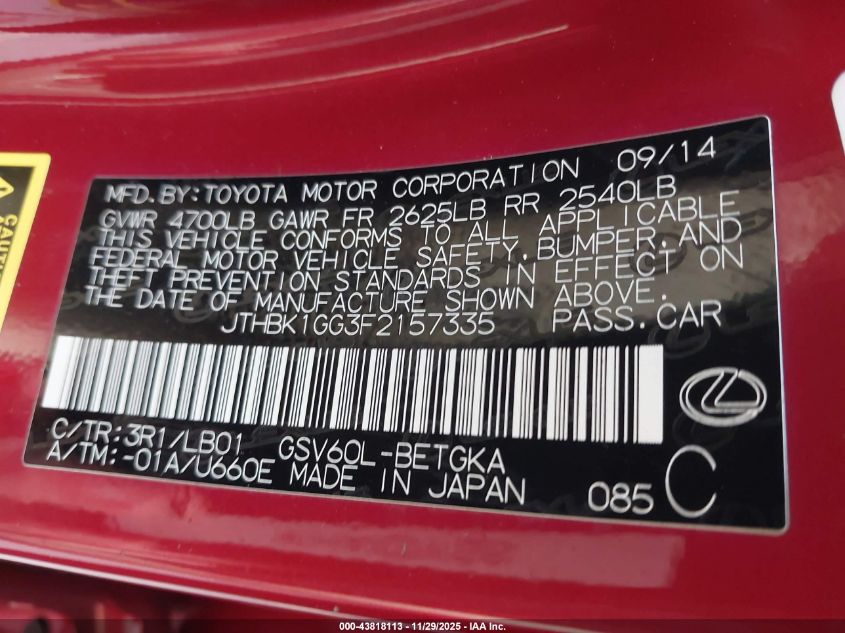 MFD.BY:TOYOTA MOTOR CORPORATION 09/14
GVWR 4700LB GAWR FR 2625LB RR 2540LB
THIS VEHICLE CONFORMS TO ALL APPLICABLE
FEDERAL MOTOR VEHICLE SAFETY,BUMPER,AND
THEFT PREVENTION STANDARDS IN EFFECT ON
THE DATE OF MANUFACTURE SHOWN ABOVE.
JTHBK1GG3F2157335 PASS.CAR
C/TR:3R1/LB01 GSV60L-BETGKA
A/TM:-01A/U660E MADE IN JAPAN 085 C
000-43818113 — 11/29/2025 — IAA Inc.